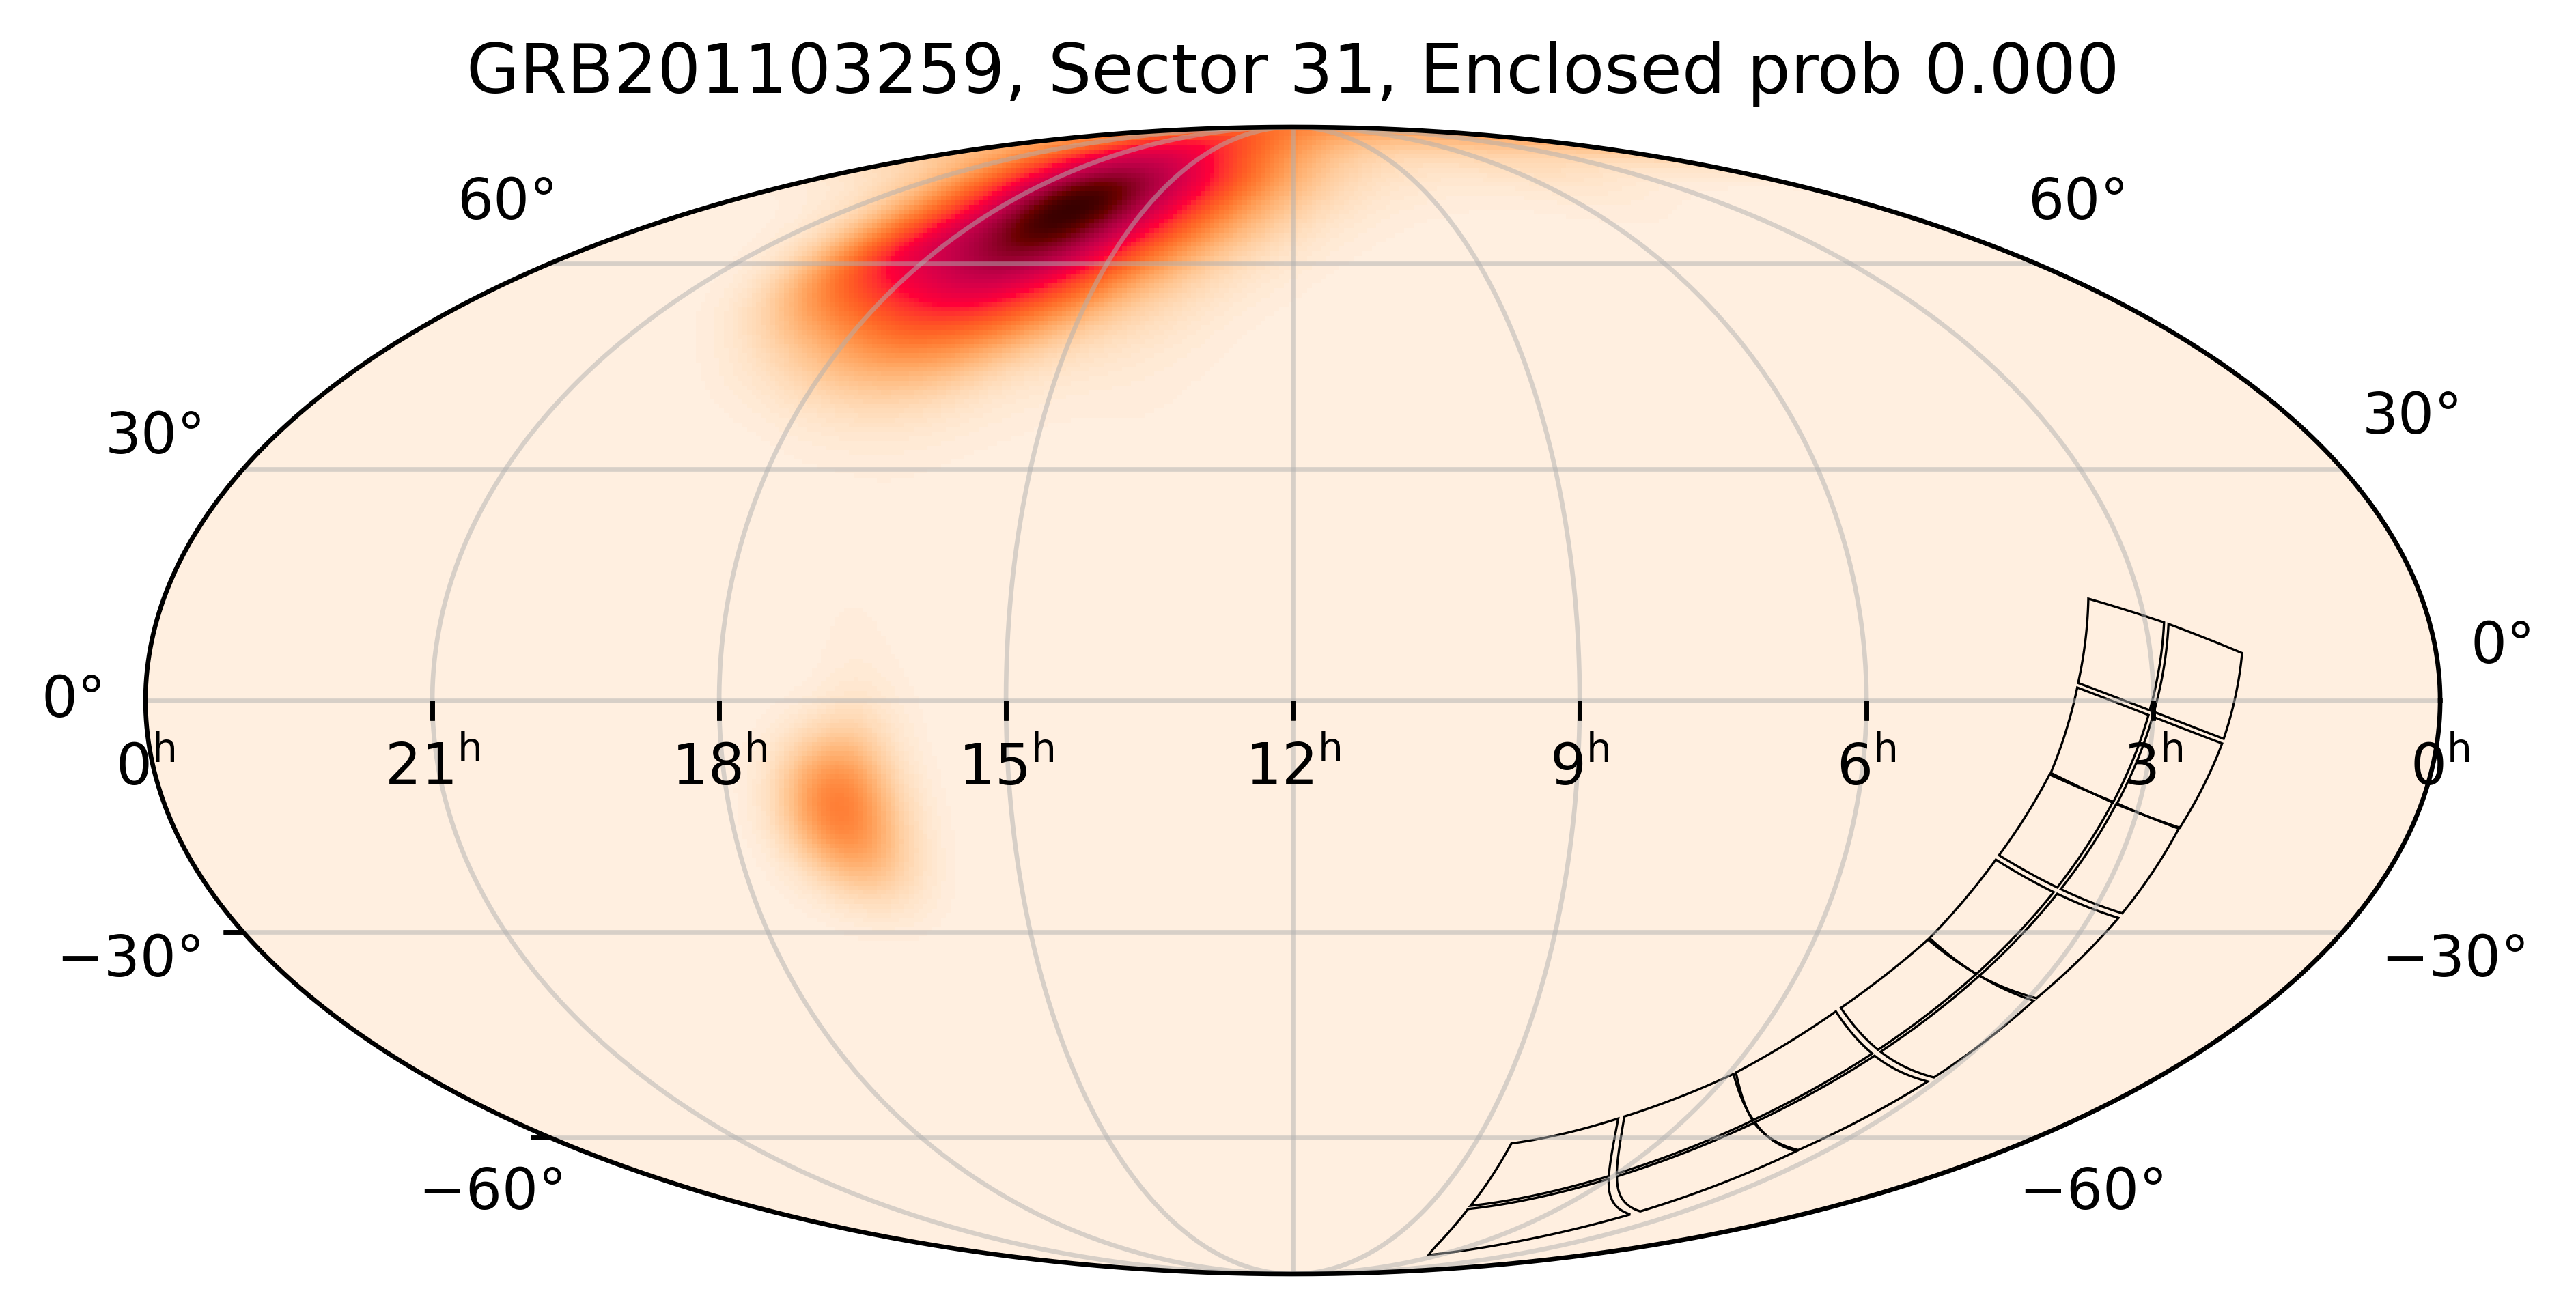 GRB201103259, Sector 31, Enclosed prob 0.000
60° 60°
30° 30°
0° 0°
0ʰ 21ʰ 18ʰ 15ʰ 12ʰ 9ʰ 6ʰ 3ʰ 0ʰ
−30° −30°
−60° −60°